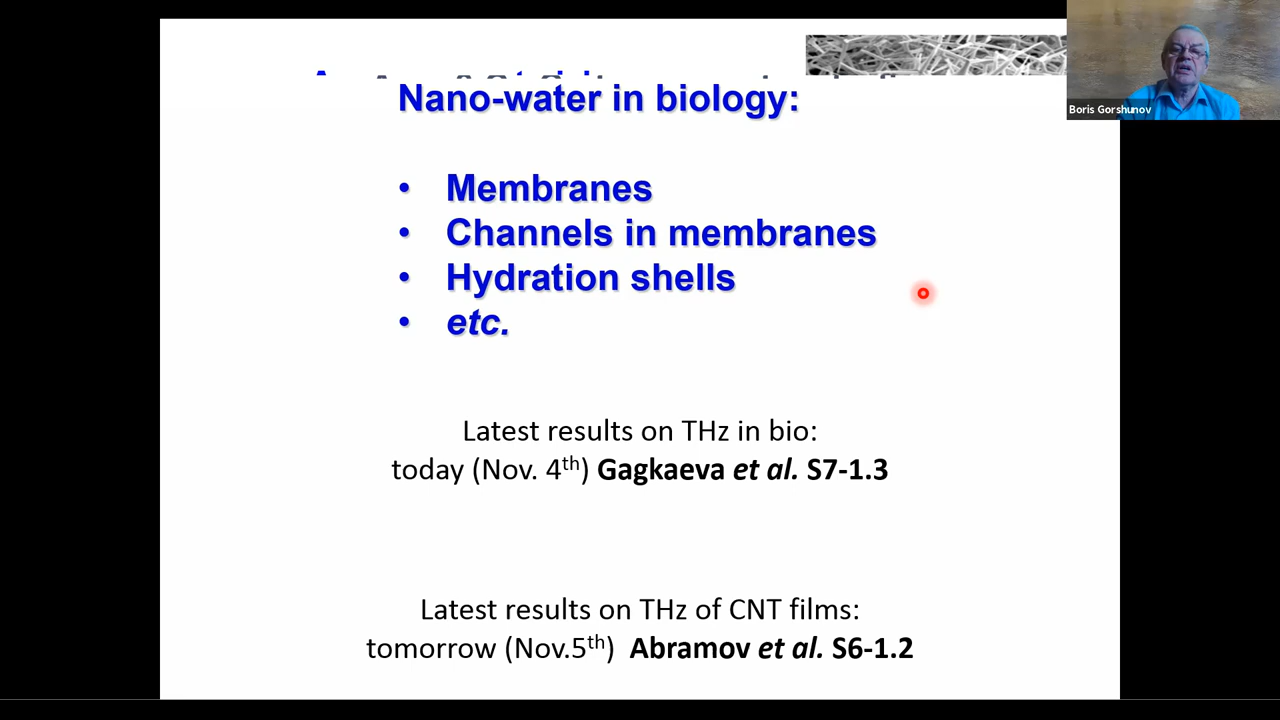 Nano-water in biology:
• Membranes
• Channels in membranes
• Hydration shells
• etc.
Latest results on THz in bio:
today (Nov. 4th) Gagkaeva et al. S7-1.3
Latest results on THz of CNT films:
tomorrow (Nov.5th) Abramov et al. S6-1.2
Boris Gorshunov